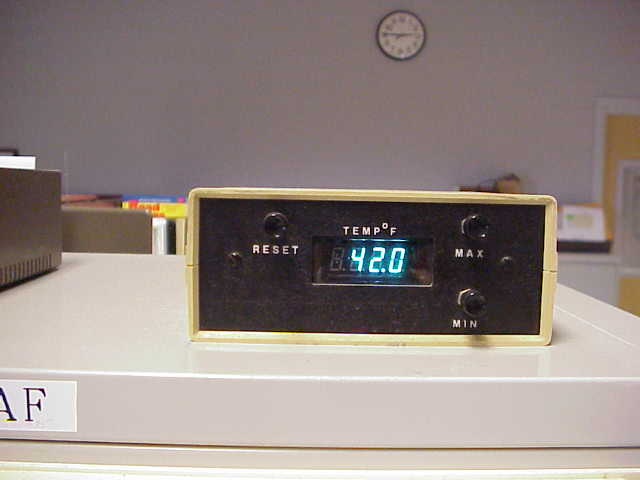 TEMP°F
RESET
42.0
MAX
MIN
AF